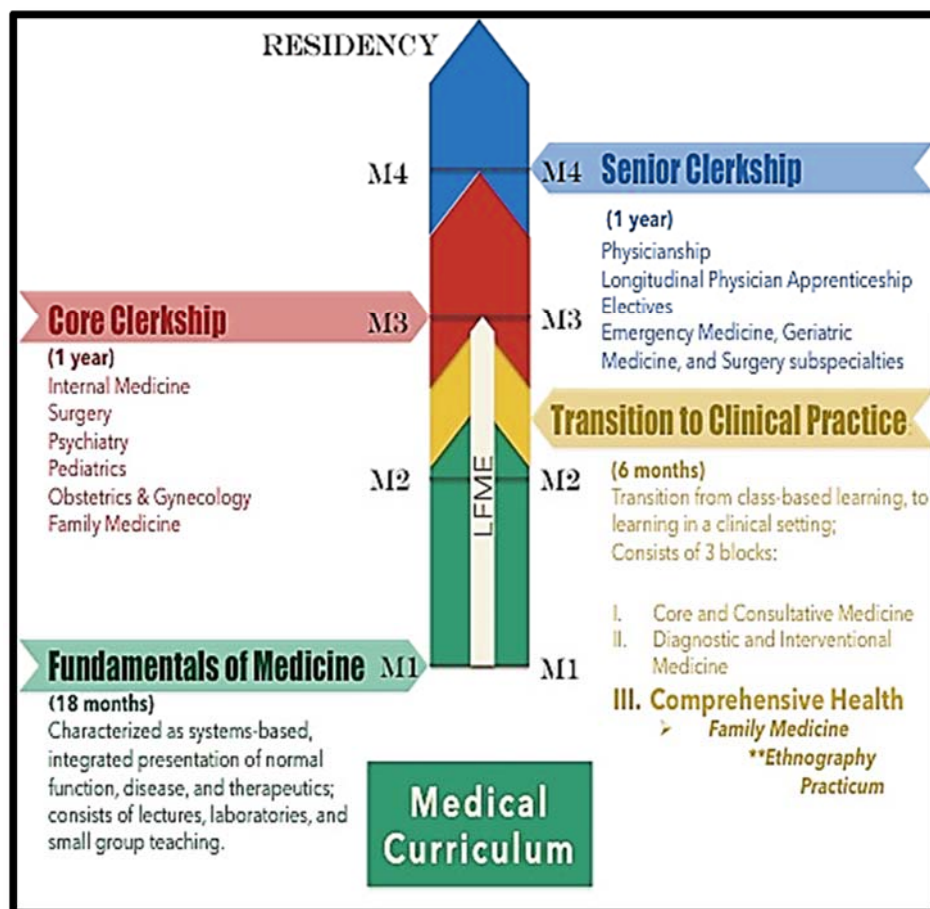 RESIDENCY
M4
M4
Senior Clerkship
(1 year)
Physicianship
Longitudinal Physician Apprenticeship
Electives
Emergency Medicine, Geriatric
Medicine, and Surgery subspecialties
Core Clerkship
M3
M3
(1 year)
Internal Medicine
Surgery
Psychiatry
Pediatrics
Obstetrics & Gynecology
Family Medicine
Transition to Clinical Practice
M2
M2
(6 months)
Transition from class-based learning, to
learning in a clinical setting;
Consists of 3 blocks:
I. Core and Consultative Medicine
II. Diagnostic and Interventional
Medicine
III. Comprehensive Health
➢ Family Medicine
**Ethnography
Practicum
LFME
Fundamentals of Medicine
M1
M1
(18 months)
Characterized as systems-based,
integrated presentation of normal
function, disease, and therapeutics;
consists of lectures, laboratories, and
small group teaching.
Medical
Curriculum